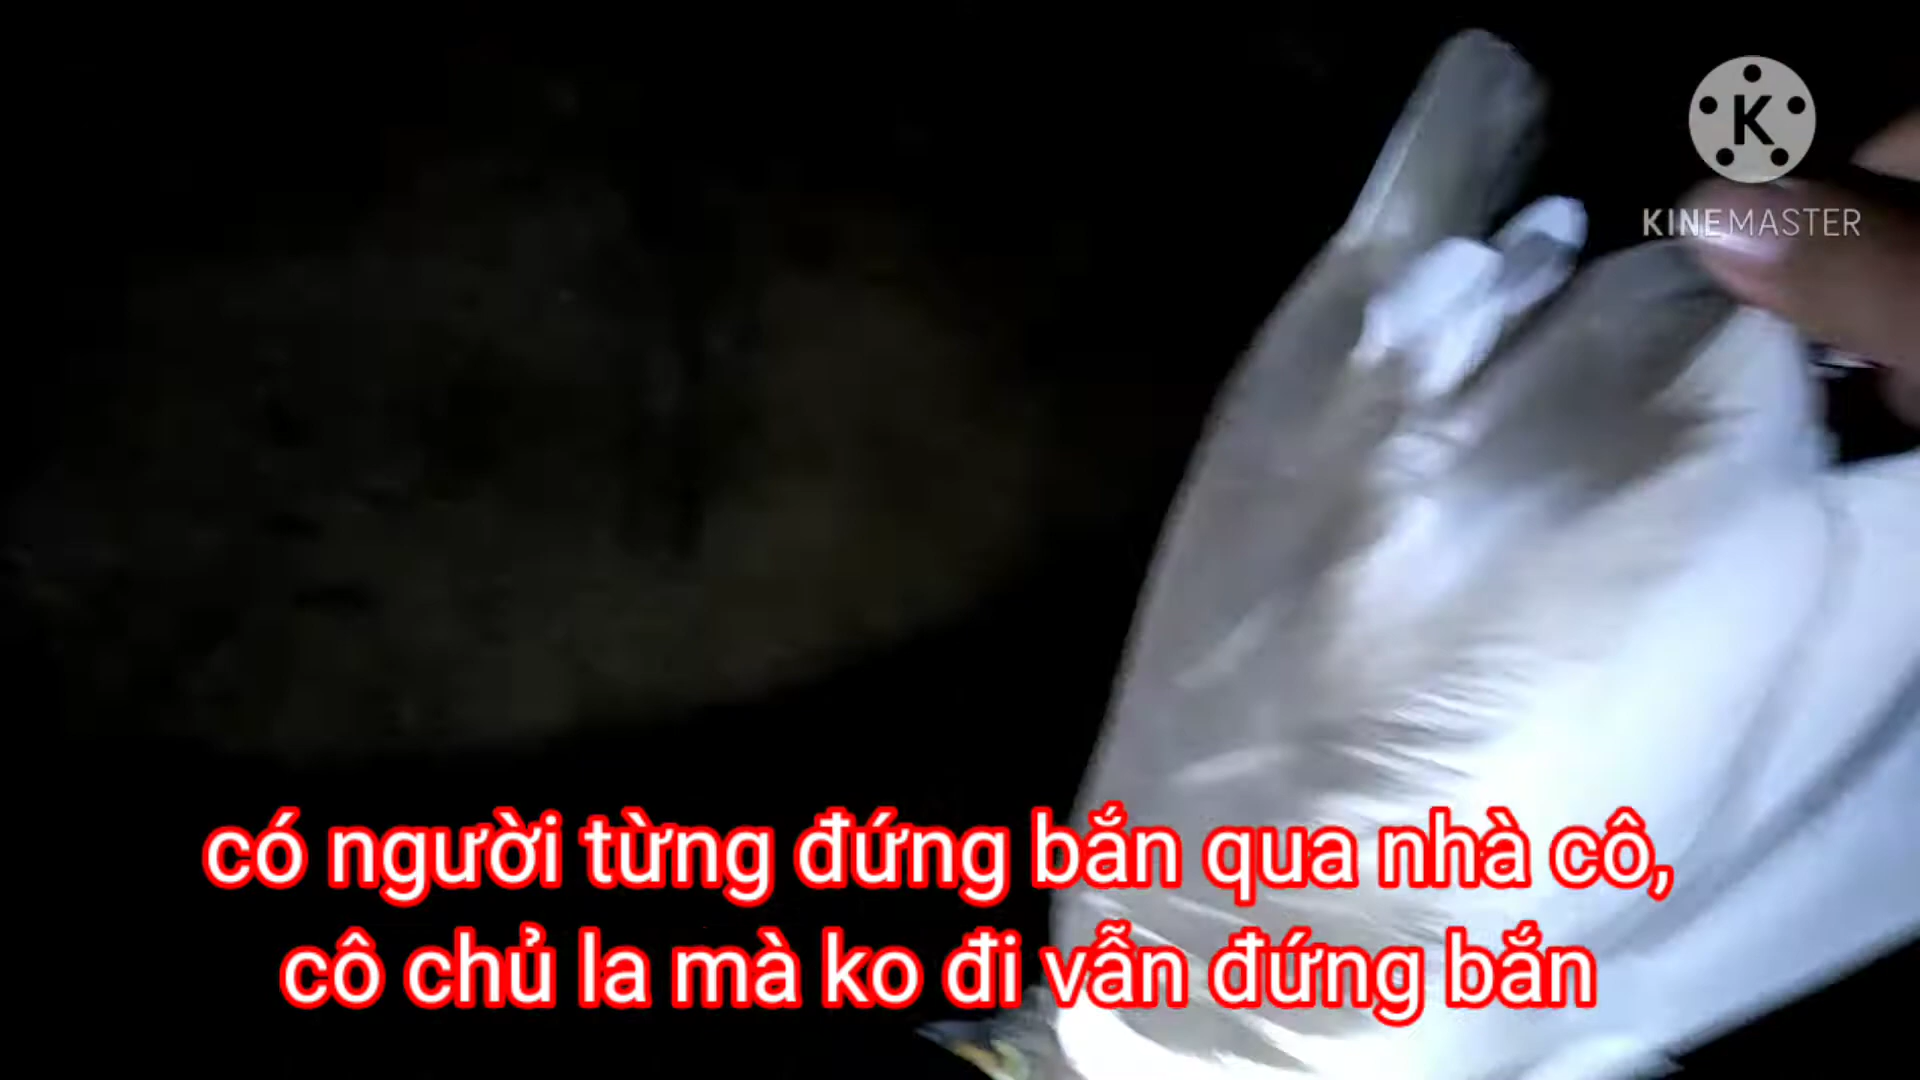 K
KINEMASTER
có người từng đứng bắn qua nhà cô,
cô chủ la mà ko đi vẫn đứng bắn